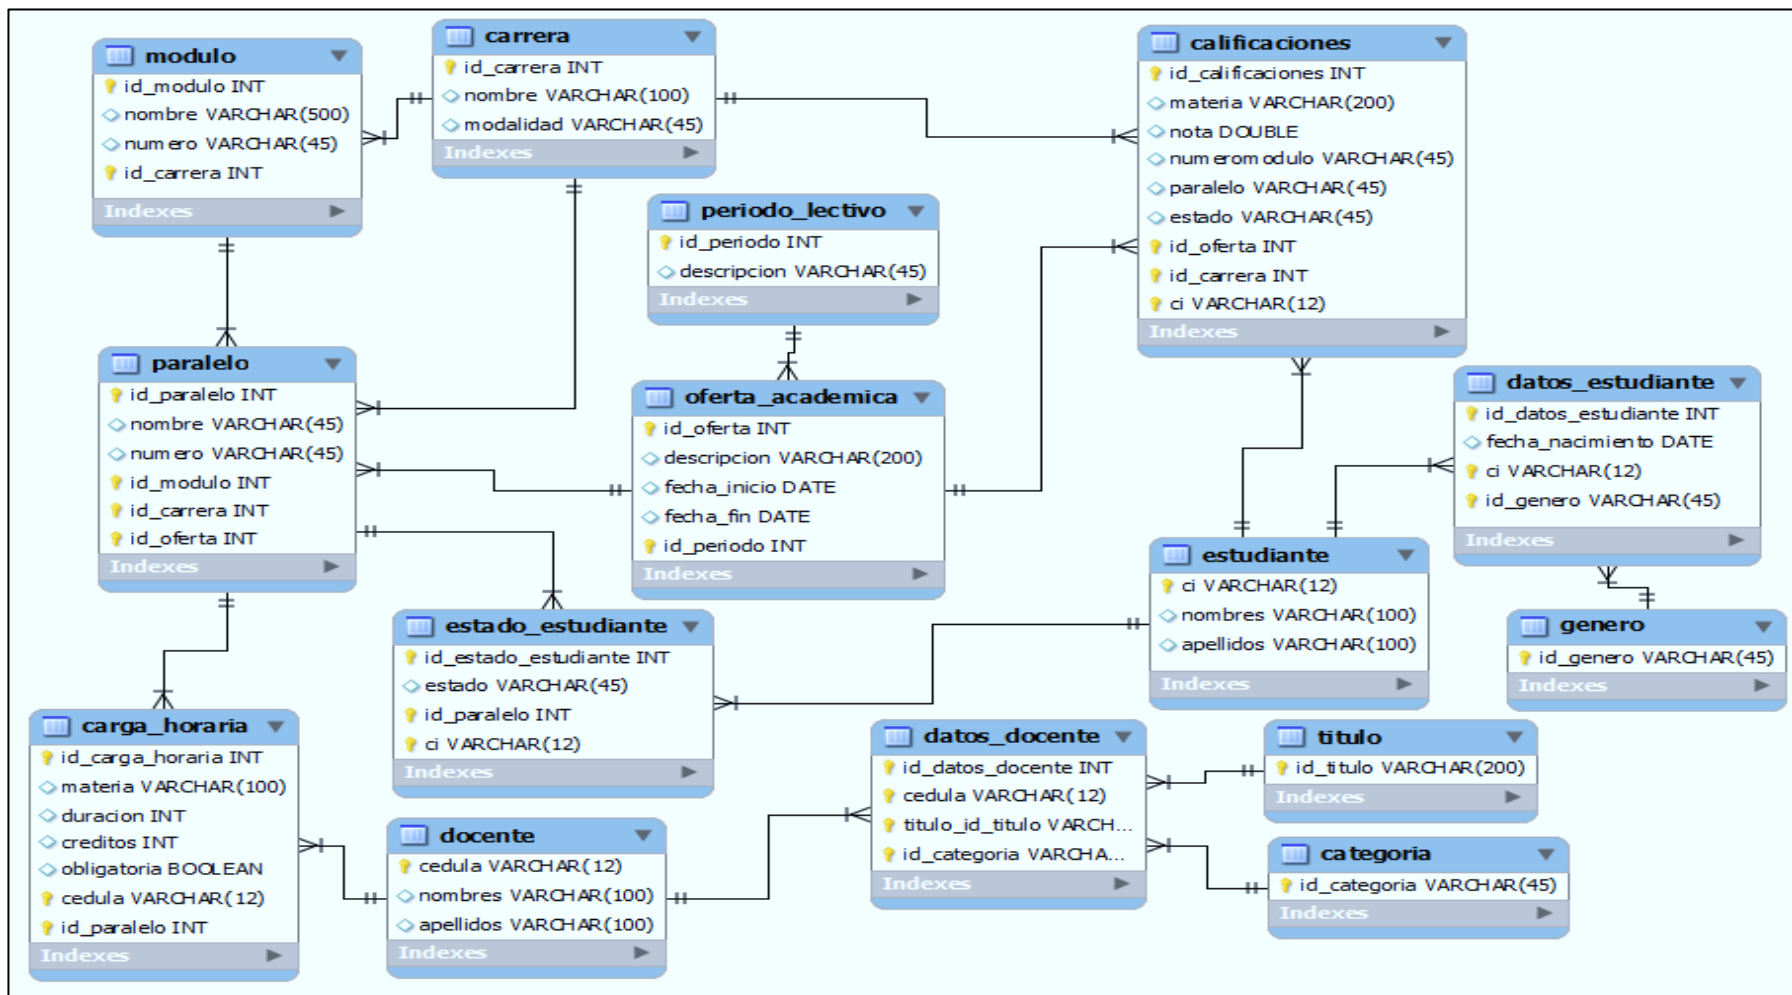 modulo
id_modulo INT
nombre VARCHAR(500)
numero VARCHAR(45)
id_carrera INT
Indexes
carrera
id_carrera INT
nombre VARCHAR(100)
modalidad VARCHAR(45)
Indexes
calificaciones
id_calificaciones INT
materia VARCHAR(200)
nota DOUBLE
numeromodulo VARCHAR(45)
paralelo VARCHAR(45)
estado VARCHAR(45)
id_oferta INT
id_carrera INT
ci VARCHAR(12)
Indexes
periodo_lectivo
id_periodo INT
descripcion VARCHAR(45)
Indexes
paralelo
id_paralelo INT
nombre VARCHAR(45)
numero VARCHAR(45)
id_modulo INT
id_carrera INT
id_oferta INT
Indexes
oferta_academica
id_oferta INT
descripcion VARCHAR(200)
fecha_inicio DATE
fecha_fin DATE
id_periodo INT
Indexes
datos_estudiante
id_datos_estudiante INT
fecha_nacimiento DATE
ci VARCHAR(12)
id_genero VARCHAR(45)
Indexes
estudiante
ci VARCHAR(12)
nombres VARCHAR(100)
apellidos VARCHAR(100)
Indexes
genero
id_genero VARCHAR(45)
Indexes
estado_estudiante
id_estado_estudiante INT
estado VARCHAR(45)
id_paralelo INT
ci VARCHAR(12)
Indexes
carga_horaria
id_carga_horaria INT
materia VARCHAR(100)
duracion INT
creditos INT
obligatoria BOOLEAN
cedula VARCHAR(12)
id_paralelo INT
Indexes
docente
cedula VARCHAR(12)
nombres VARCHAR(100)
apellidos VARCHAR(100)
Indexes
datos_docente
id_datos_docente INT
cedula VARCHAR(12)
titulo_id_titulo VARCH...
id_categoria VARCHA...
Indexes
titulo
id_titulo VARCHAR(200)
Indexes
categoria
id_categoria VARCHAR(45)
Indexes